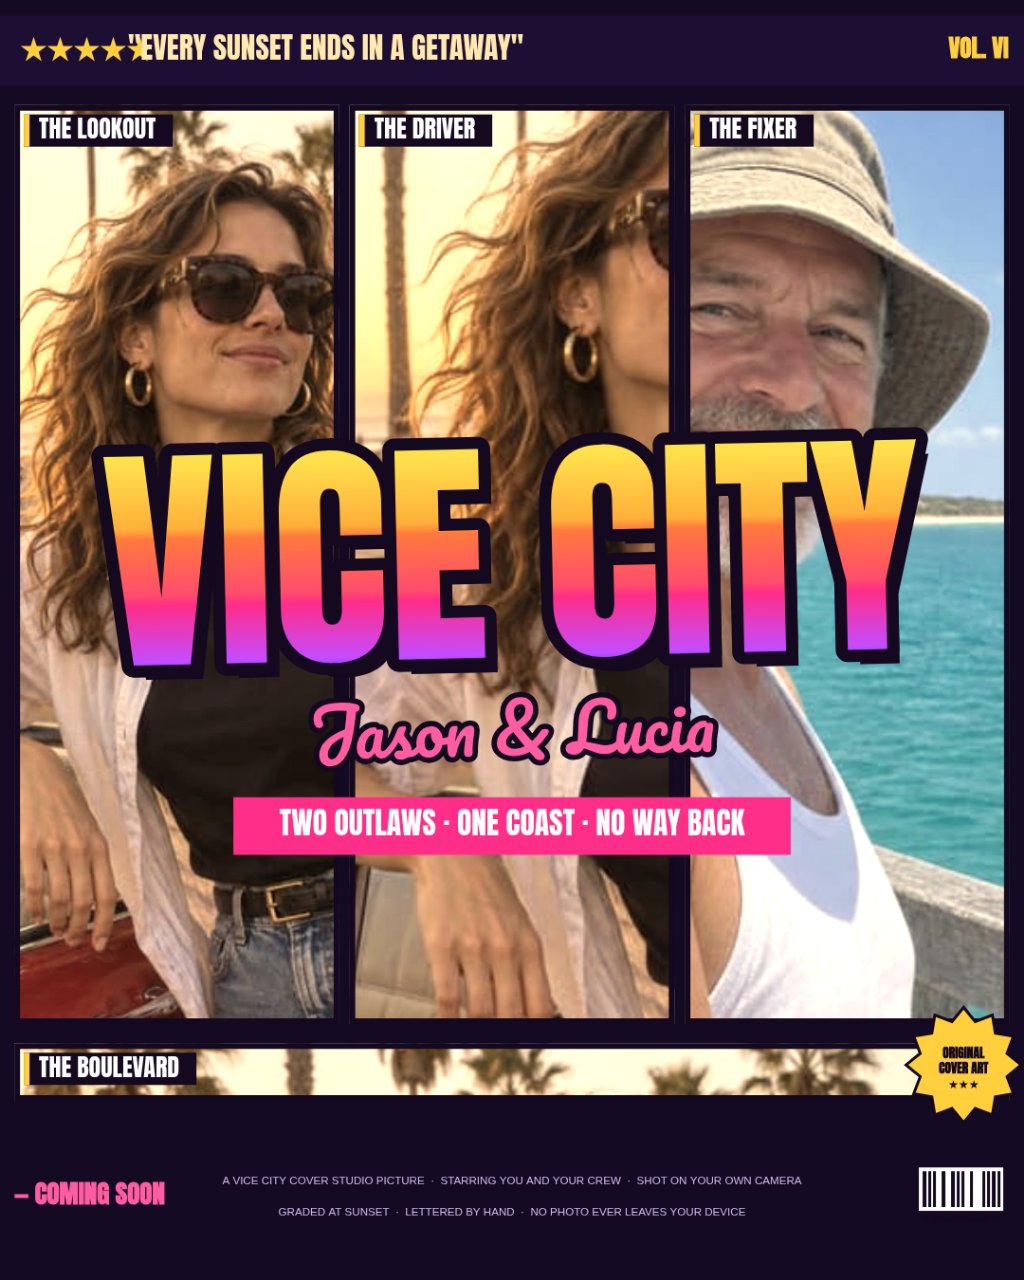 ★★★★★"EVERY SUNSET ENDS IN A GETAWAY"
VOL. VI
THE LOOKOUT
THE DRIVER
THE FIXER
VICE CITY
Jason & Lucia
TWO OUTLAWS · ONE COAST · NO WAY BACK
THE BOULEVARD
ORIGINAL
COVER ART
★★★
– COMING SOON
A VICE CITY COVER STUDIO PICTURE · STARRING YOU AND YOUR CREW · SHOT ON YOUR OWN CAMERA
GRADED AT SUNSET · LETTERED BY HAND · NO PHOTO EVER LEAVES YOUR DEVICE